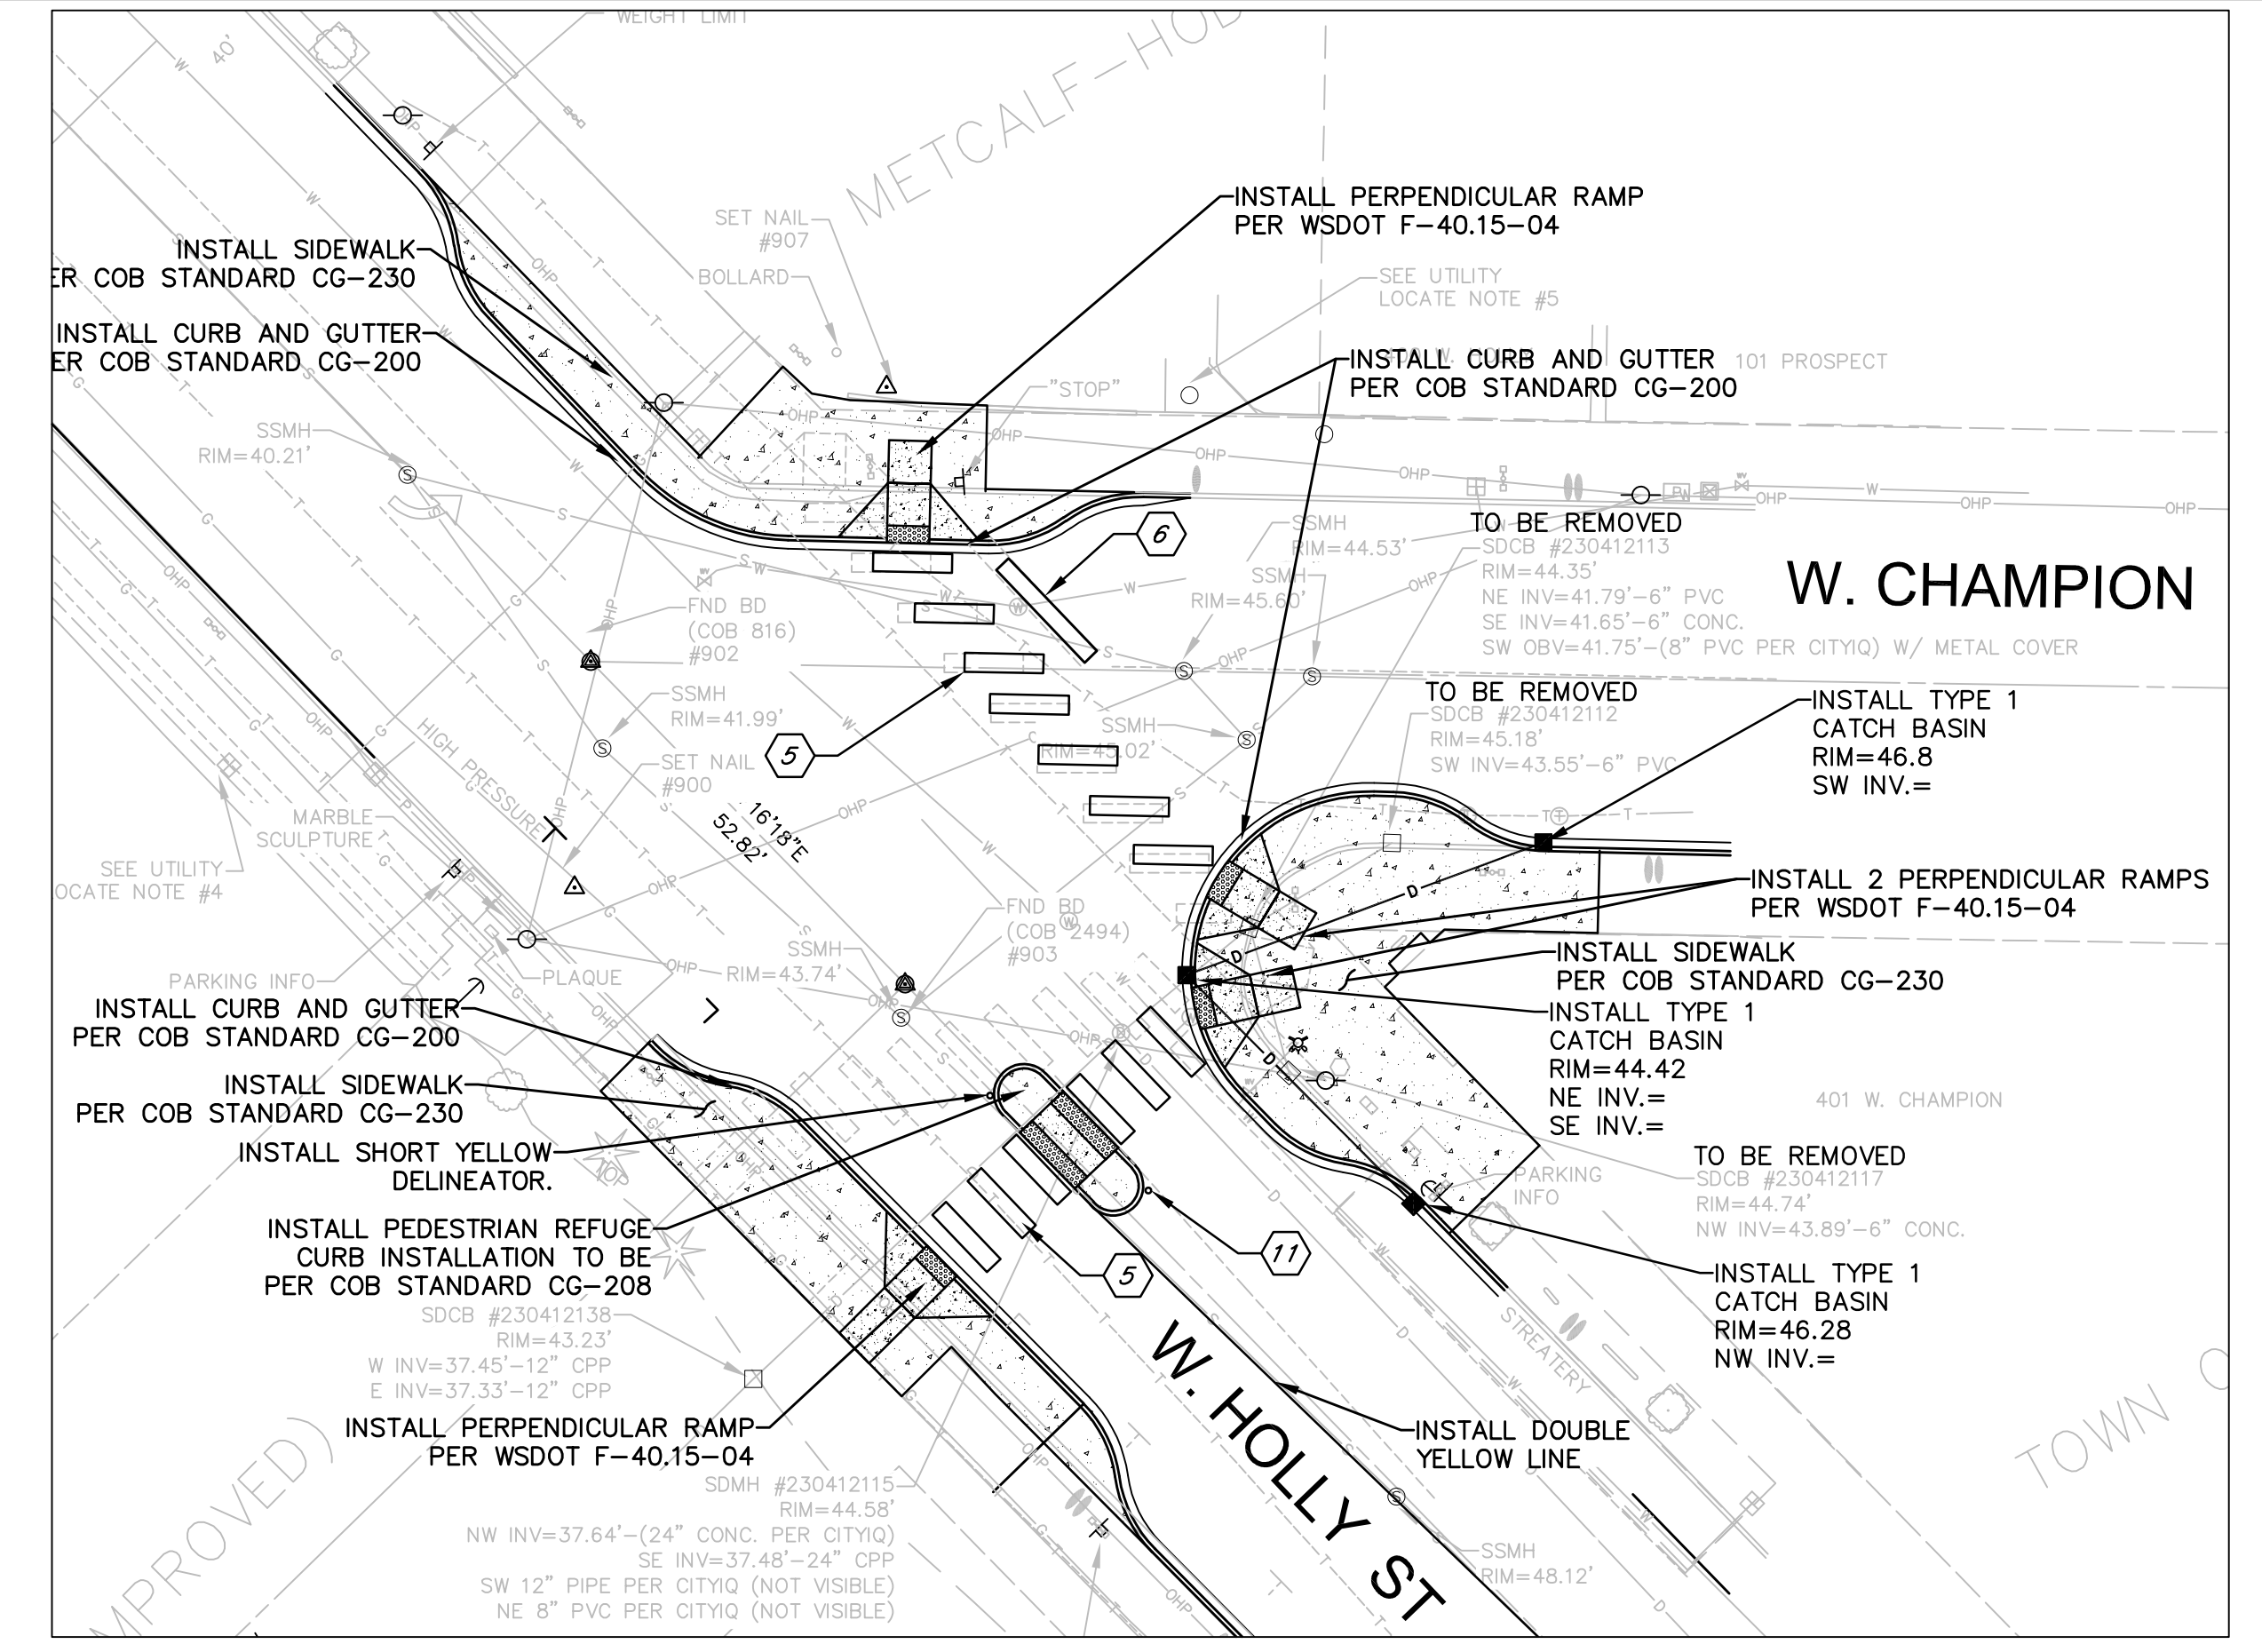 WEIGHT LIMIT
40'
METCALF-HOB
INSTALL PERPENDICULAR RAMP
PER WSDOT F-40.15-04
SET NAIL
#907
BOLLARD
INSTALL SIDEWALK
ER COB STANDARD CG-230
SEE UTILITY
LOCATE NOTE #5
INSTALL CURB AND GUTTER
ER COB STANDARD CG-200
INSTALL CURB AND GUTTER
PER COB STANDARD CG-200
101 PROSPECT
"STOP"
SSMH
RIM=40.21'
6
SSMH
RIM=44.53'
TO BE REMOVED
SDCB #230412113
RIM=44.35'
NE INV=41.79'-6" PVC
SE INV=41.65'-6" CONC.
SW OBV=41.75'-(8" PVC PER CITYIQ) W/ METAL COVER
W. CHAMPION
SSMH
RIM=45.60'
FND BD
(COB 816)
#902
SSMH
RIM=41.99'
SET NAIL
#900
HIGH PRESSURE
5
SSMH
RIM=45.02'
TO BE REMOVED
SDCB #230412112
RIM=45.18'
SW INV=43.55'-6" PVC
INSTALL TYPE 1
CATCH BASIN
RIM=46.8
SW INV.=
16'18"E
52.82'
MARBLE
SCULPTURE
SEE UTILITY
OCATE NOTE #4
INSTALL 2 PERPENDICULAR RAMPS
PER WSDOT F-40.15-04
FND BD
(COB 2494)
#903
SSMH
RIM=43.74'
PARKING INFO
PLAQUE
INSTALL SIDEWALK
PER COB STANDARD CG-230
INSTALL TYPE 1
CATCH BASIN
RIM=44.42
NE INV.=
SE INV.=
INSTALL CURB AND GUTTER
PER COB STANDARD CG-200
INSTALL SIDEWALK
PER COB STANDARD CG-230
401 W. CHAMPION
INSTALL SHORT YELLOW
DELINEATOR.
TO BE REMOVED
SDCB #230412117
RIM=44.74'
NW INV=43.89'-6" CONC.
PARKING
INFO
INSTALL PEDESTRIAN REFUGE
CURB INSTALLATION TO BE
PER COB STANDARD CG-208
11
5
INSTALL TYPE 1
CATCH BASIN
RIM=46.28
NW INV.=
SDCB #230412138
RIM=43.23'
W INV=37.45'-12" CPP
E INV=37.33'-12" CPP
STREATERY
W. HOLLY ST
INSTALL PERPENDICULAR RAMP
PER WSDOT F-40.15-04
INSTALL DOUBLE
YELLOW LINE
TOWN
SDMH #230412115
RIM=44.58'
NW INV=37.64'-(24" CONC. PER CITYIQ)
SE INV=37.48'-24" CPP
SW 12" PIPE PER CITYIQ (NOT VISIBLE)
NE 8" PVC PER CITYIQ (NOT VISIBLE)
SSMH
RIM=48.12'
MPROVED)